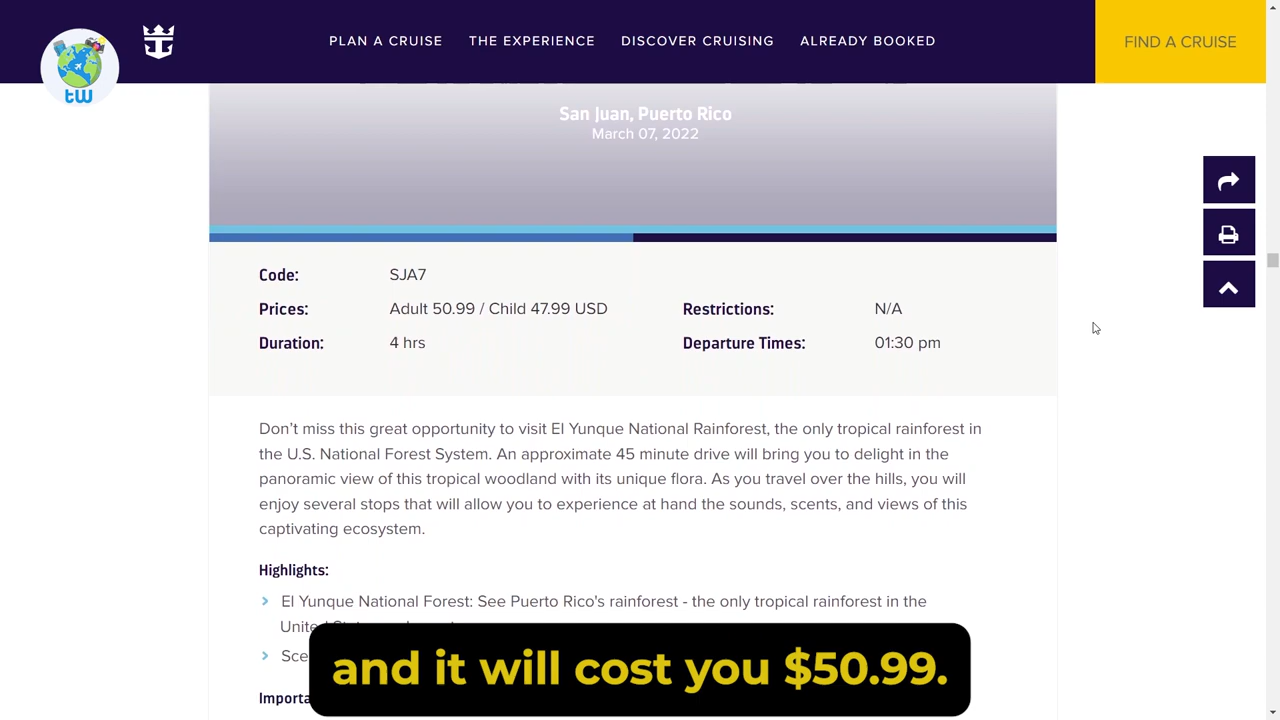 PLAN A CRUISE THE EXPERIENCE DISCOVER CRUISING ALREADY BOOKED FIND A CRUISE
tw
San Juan, Puerto Rico
March 07, 2022
Code: SJA7
Prices: Adult 50.99 / Child 47.99 USD Restrictions: N/A
Duration: 4 hrs Departure Times: 01:30 pm
Don’t miss this great opportunity to visit El Yunque National Rainforest, the only tropical rainforest in
the U.S. National Forest System. An approximate 45 minute drive will bring you to delight in the
panoramic view of this tropical woodland with its unique flora. As you travel over the hills, you will
enjoy several stops that will allow you to experience at hand the sounds, scents, and views of this
captivating ecosystem.
Highlights:
El Yunque National Forest: See Puerto Rico's rainforest - the only tropical rainforest in the
and it will cost you $50.99.